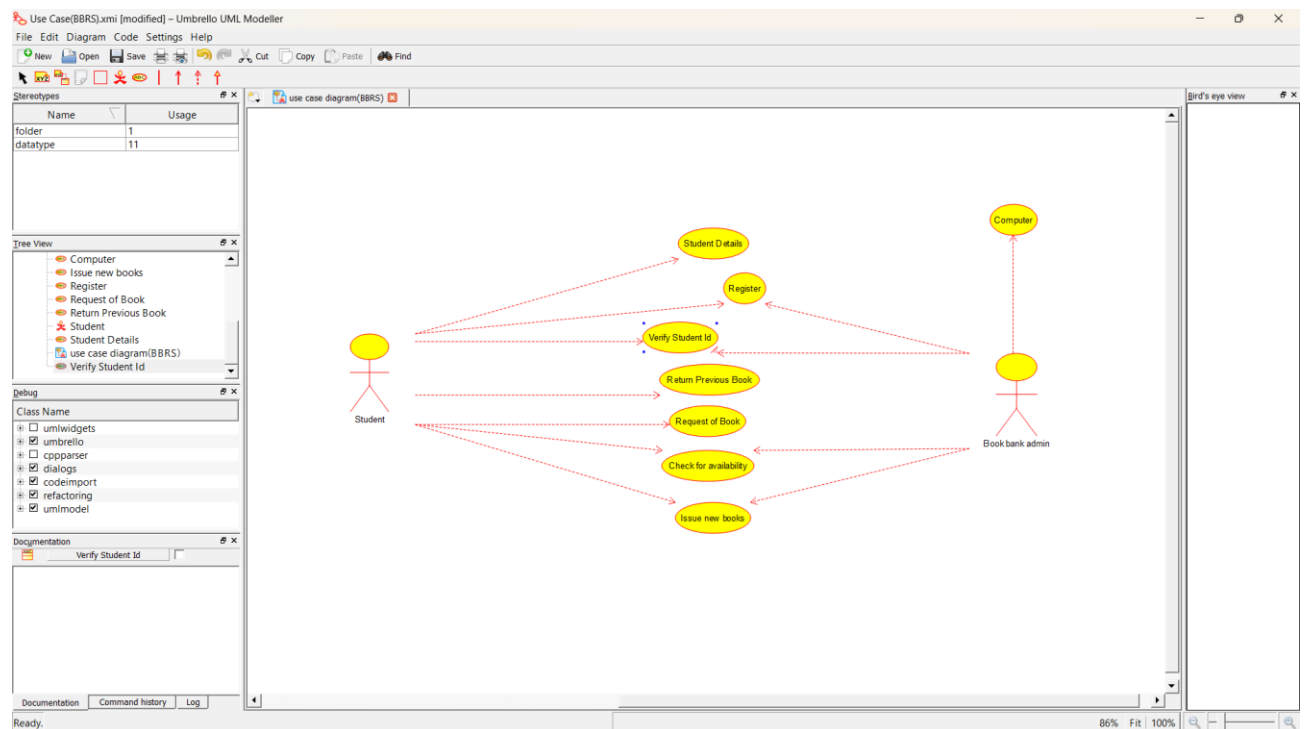 Use Case(BBRS).xmi [modified] – Umbrello UML Modeller
File Edit Diagram Code Settings Help
New Open Save Cut Copy Paste Find
Stereotypes
Name Usage
folder 1
datatype 11
Tree View
Computer
Issue new books
Register
Request of Book
Return Previous Book
Student
Student Details
use case diagram(BBRS)
Verify Student Id
Debug
Class Name
umlwidgets
umbrello
cppparser
dialogs
codeimport
refactoring
umlmodel
Documentation
Verify Student Id
Documentation Command history Log
Ready.
use case diagram(BBRS)
Computer
Student Details
Register
Verify Student Id
Return Previous Book
Student
Request of Book
Book bank admin
Check for availability
Issue new books
Bird's eye view
86% Fit 100%